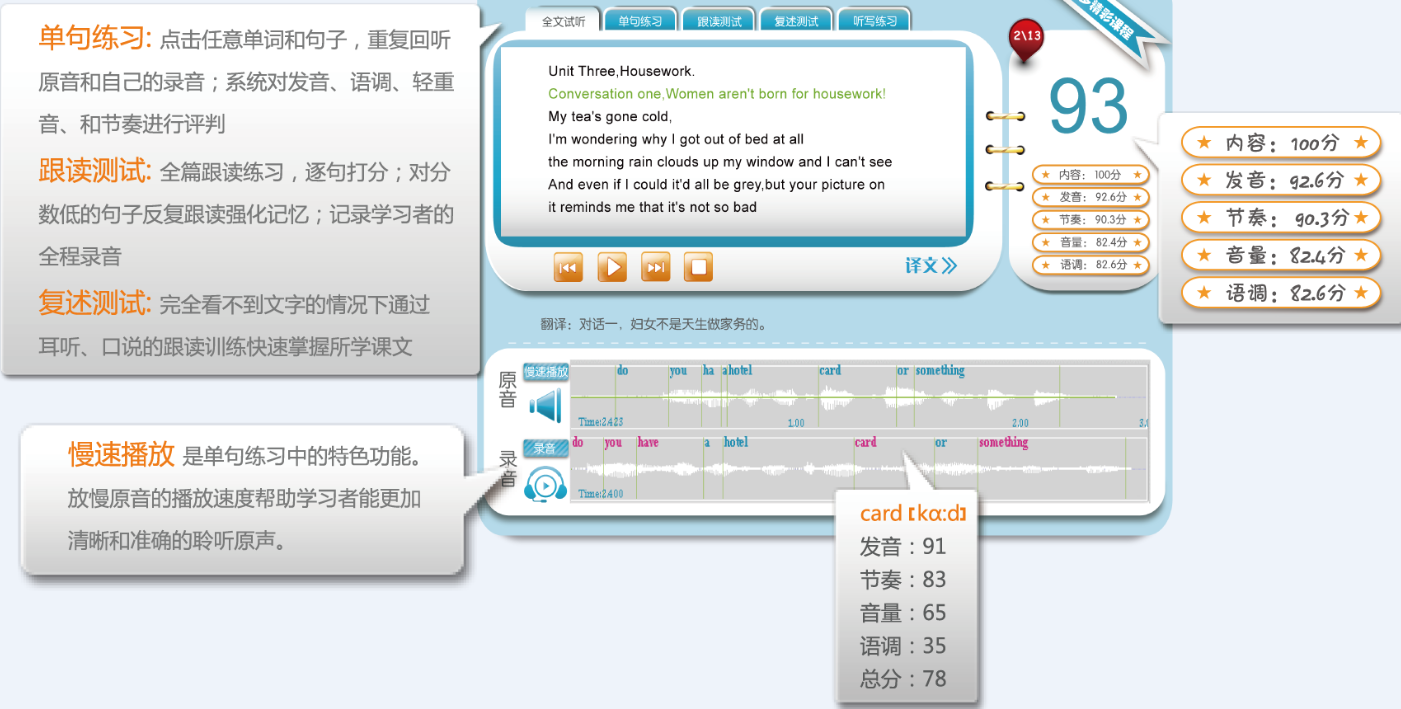 单句练习: 点击任意单词和句子，重复回听
原音和自己的录音；系统对发音、语调、轻重
音、和节奏进行评判
跟读测试: 全篇跟读练习，逐句打分；对分
数低的句子反复跟读强化记忆；记录学习者的
全程录音
复述测试: 完全看不到文字的情况下通过
耳听、口说的跟读训练快速掌握所学课文
慢速播放 是单句练习中的特色功能。
放慢原音的播放速度帮助学习者能更加
清晰和准确的聆听原声。
全文试听 单句练习 跟读测试 复述测试 听写练习
Unit Three,Housework.
Conversation one,Women aren't born for housework!
My tea's gone cold,
I'm wondering why I got out of bed at all
the morning rain clouds up my window and I can't see
And even if I could it'd all be grey,but your picture on
it reminds me that it's not so bad
译文
翻译：对话一，妇女不是天生做家务的。
精彩课程
2\13
93
内容: 100分
发音: 92.6分
节奏: 90.3分
音量: 82.4分
语调: 82.6分
内容: 100分
发音: 92.6分
节奏: 90.3分
音量: 82.4分
语调: 82.6分
原音
慢速播放
do you ha a hotel card or something
Time:2.423 1.00 2.00 3.0
录音
录音
do you have a hotel card or something
Time:2.400
card【kɑ:d】
发音：91
节奏：83
音量：65
语调：35
总分：78